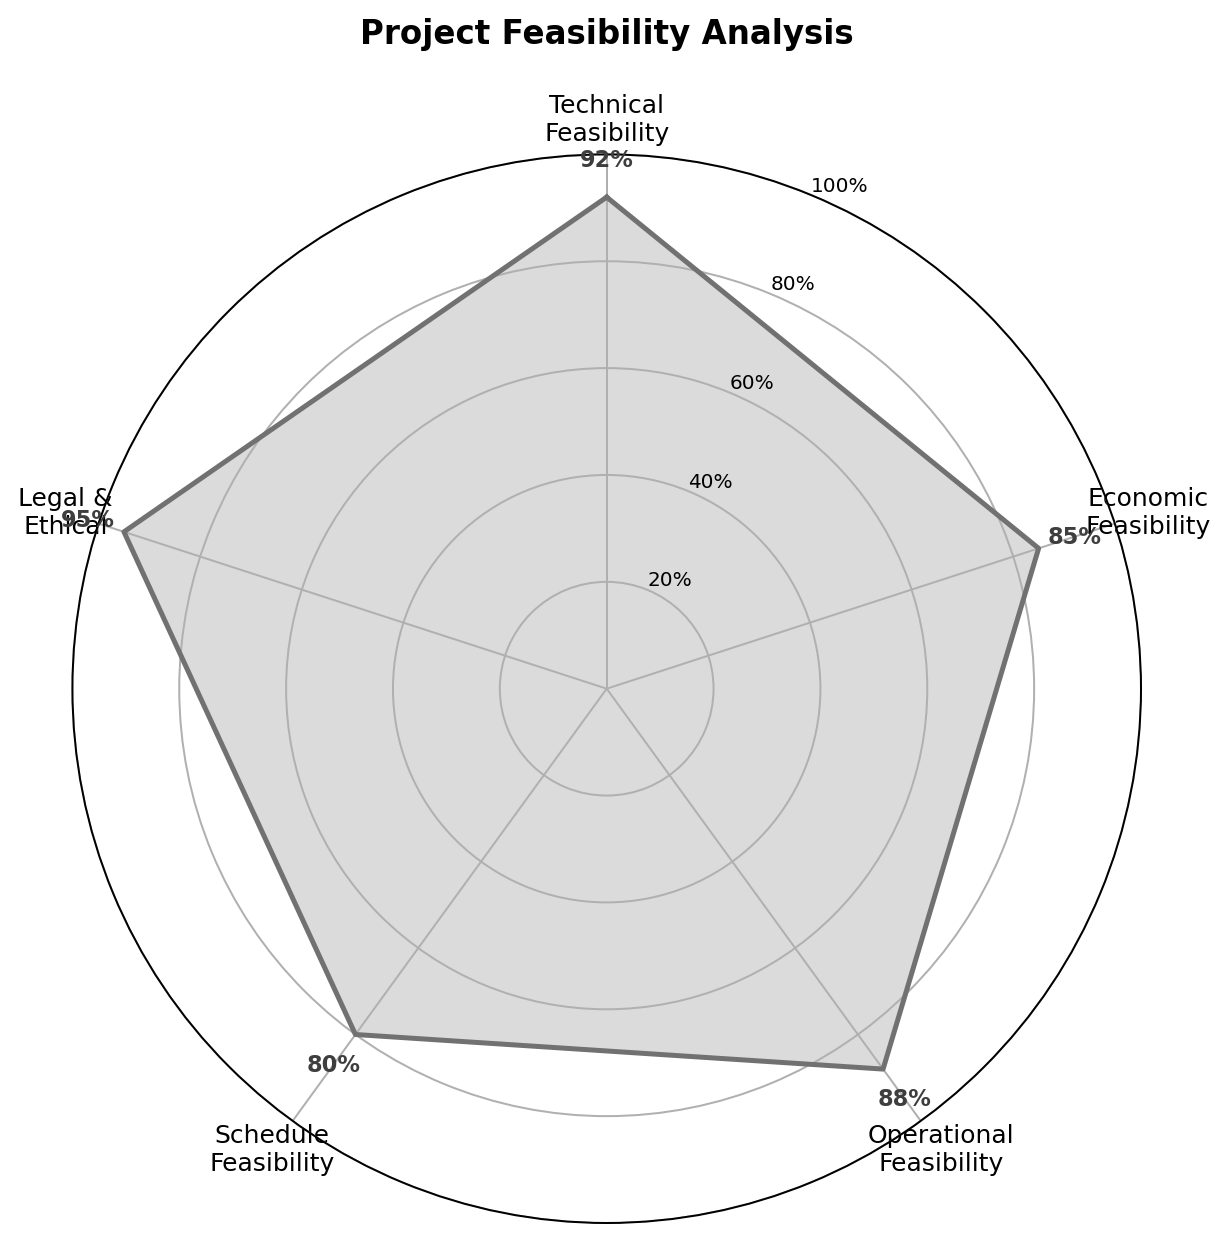 Project Feasibility Analysis
Technical
Feasibility
92%
100%
80%
60%
40%
20%
Legal &
Ethical
95%
Economic
Feasibility
85%
80%
Schedule
Feasibility
88%
Operational
Feasibility